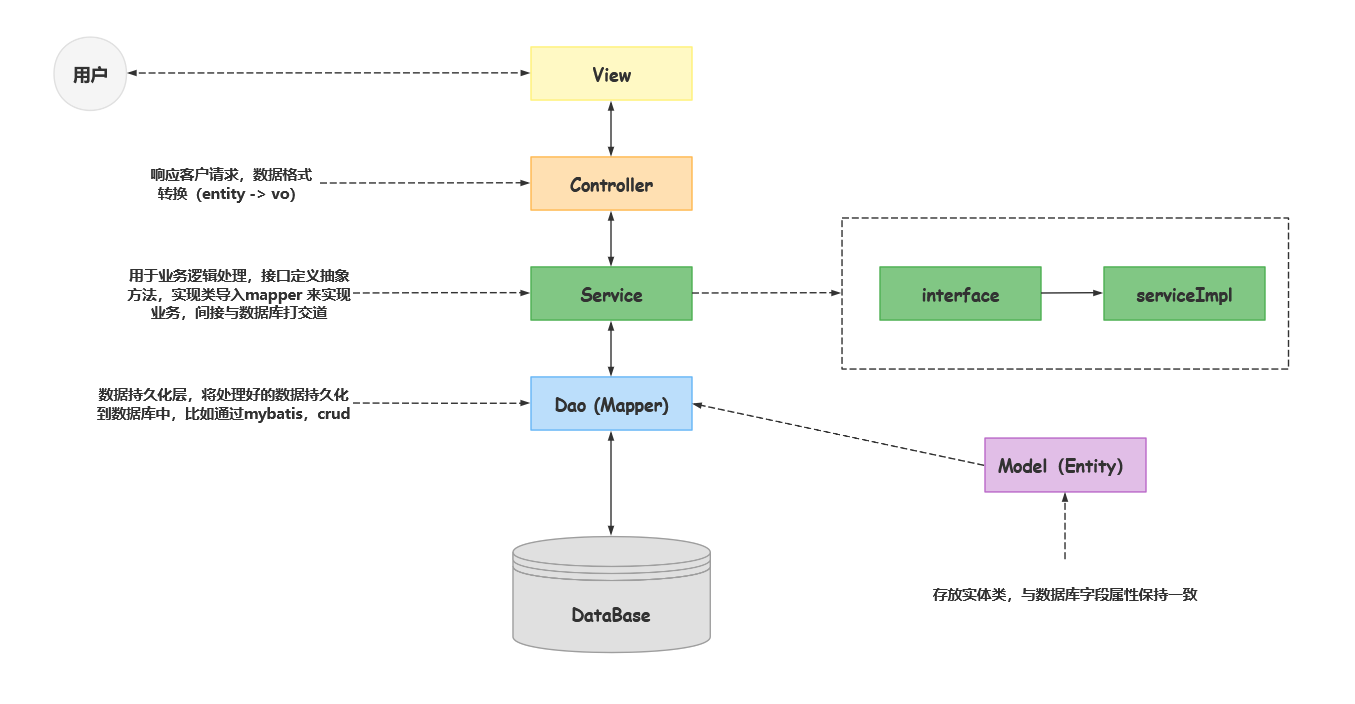 用户
View
响应客户请求，数据格式
转换（entity -> vo）
Controller
用于业务逻辑处理，接口定义抽象
方法，实现类导入mapper 来实现
业务，间接与数据库打交道
Service
interface
serviceImpl
数据持久化层，将处理好的数据持久化
到数据库中，比如通过mybatis，crud
Dao (Mapper)
Model（Entity）
存放实体类，与数据库字段属性保持一致
DataBase